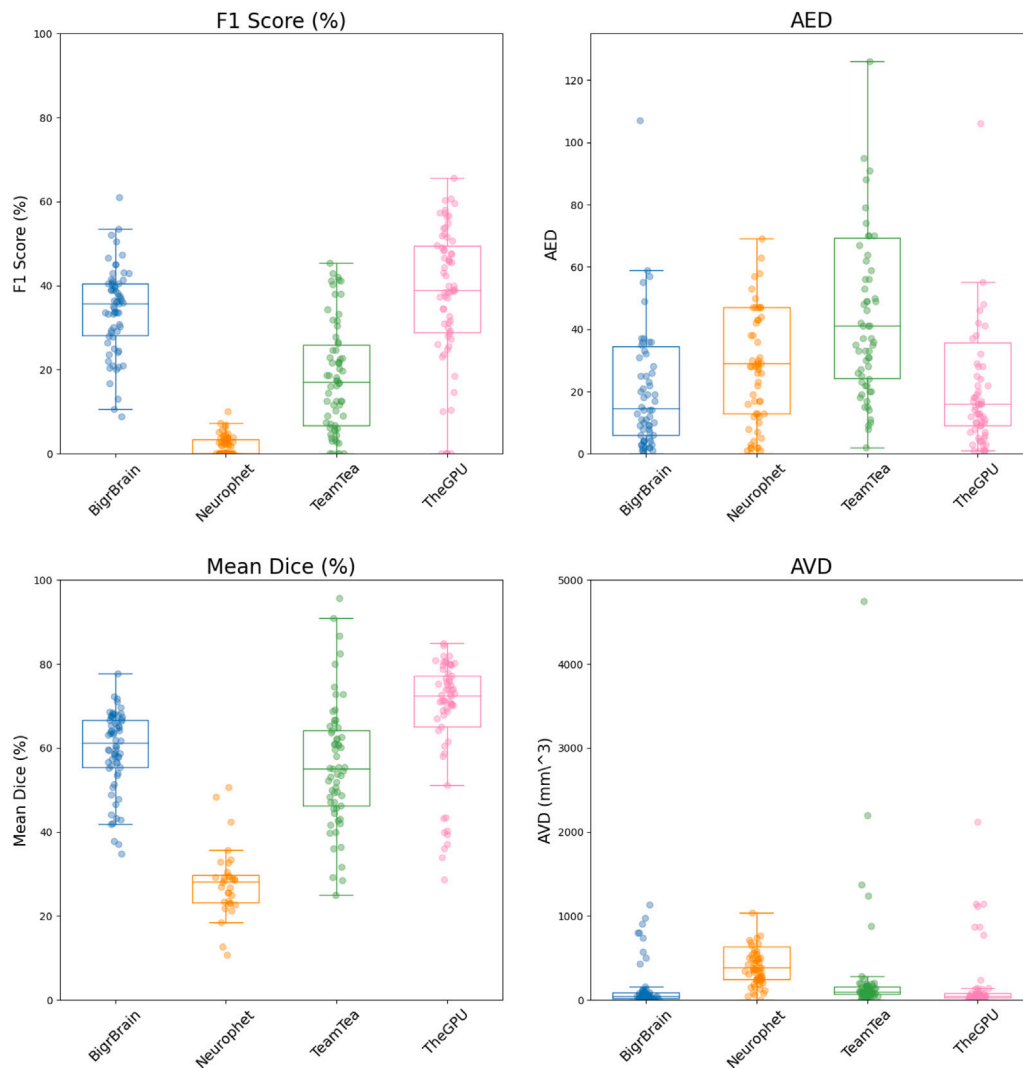 F1 Score (%)
F1 Score (%)
100
80
60
40
20
0
BigrBrain
Neurophet
TeamTea
TheGPU
AED
AED
120
100
80
60
40
20
0
BigrBrain
Neurophet
TeamTea
TheGPU
Mean Dice (%)
Mean Dice (%)
100
80
60
40
20
0
BigrBrain
Neurophet
TeamTea
TheGPU
AVD
AVD (mm\^3)
5000
4000
3000
2000
1000
0
BigrBrain
Neurophet
TeamTea
TheGPU